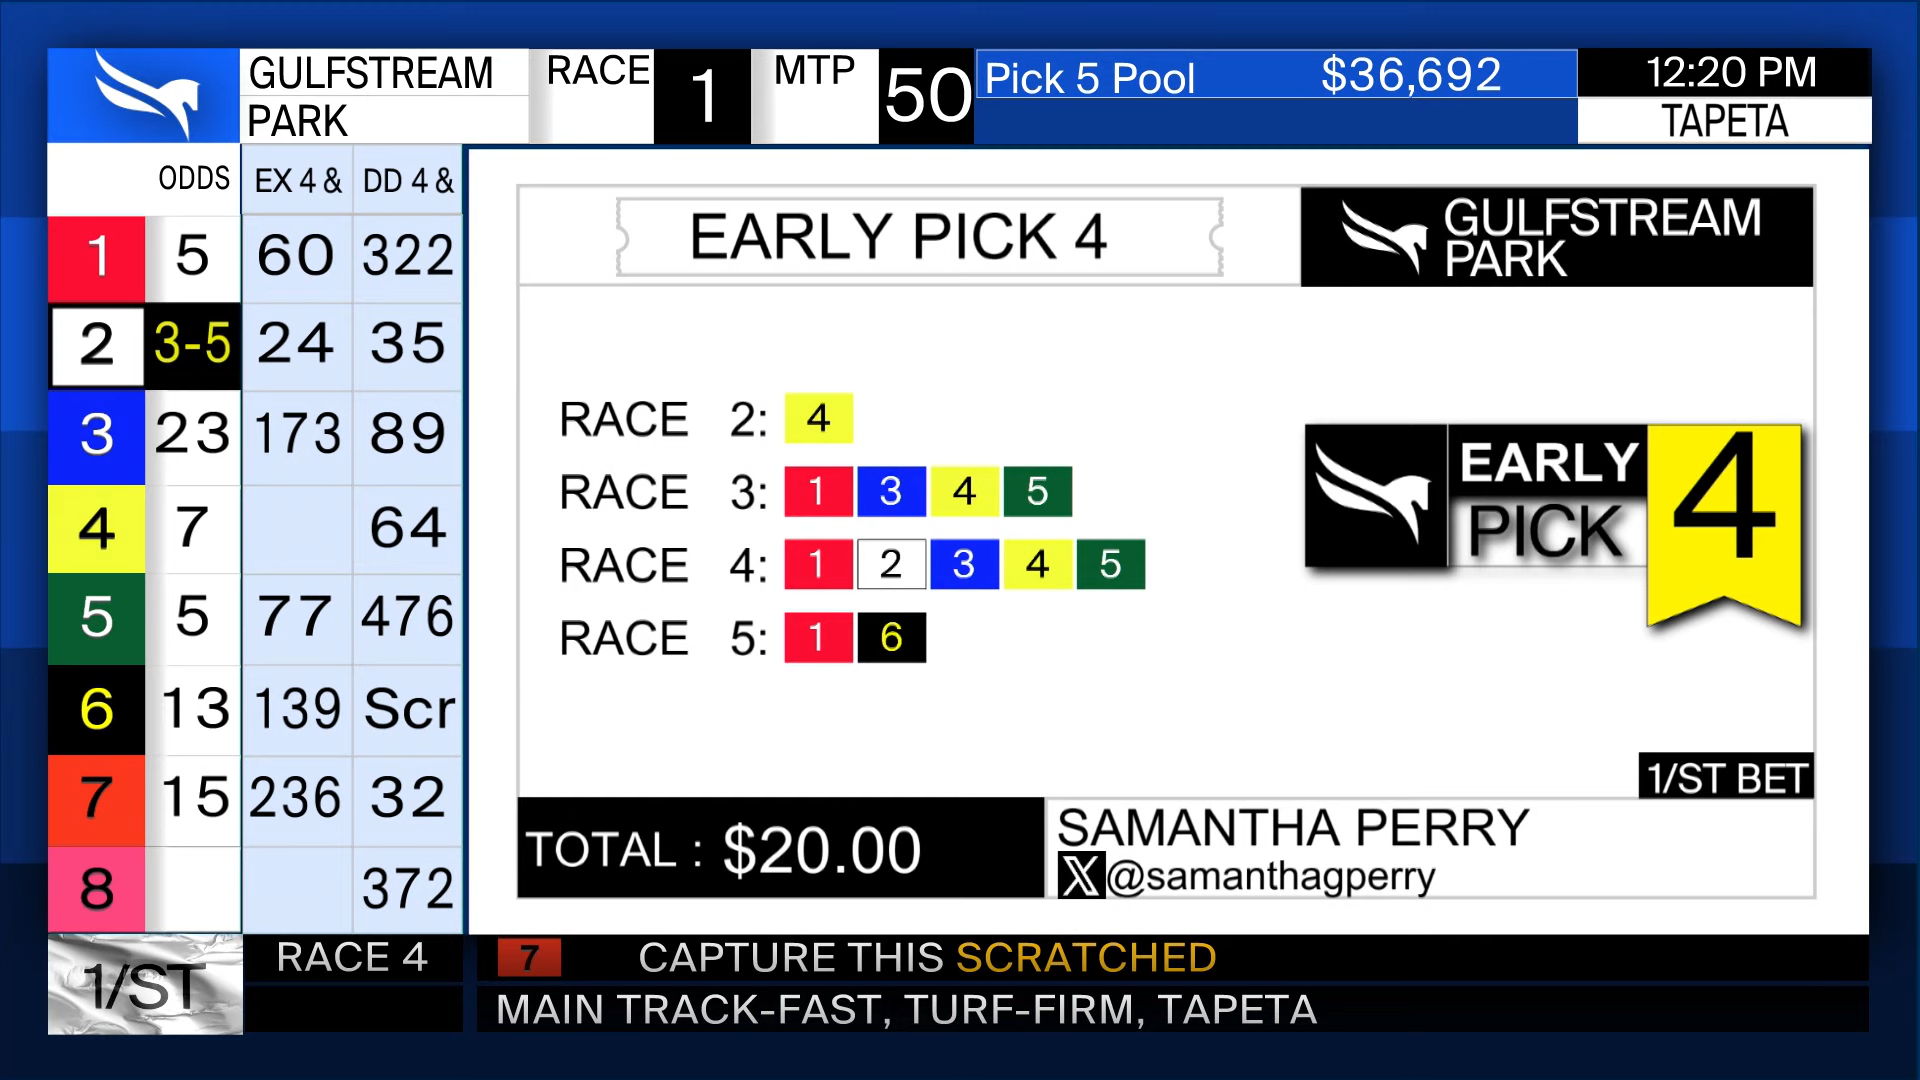 GULFSTREAM PARK RACE 1 MTP 50 Pick 5 Pool $36,692 12:20 PM
TAPETA
ODDS EX 4 & DD 4 &
1 5 60 322
2 3-5 24 35
3 23 173 89
4 7 64
5 5 77 476
6 13 139 Scr
7 15 236 32
8 372
EARLY PICK 4
GULFSTREAM
PARK
RACE 2: 4
RACE 3: 1 3 4 5
RACE 4: 1 2 3 4 5
RACE 5: 1 6
EARLY
PICK
4
1/ST BET
TOTAL : $20.00
SAMANTHA PERRY
X @samanthagperry
1/ST
RACE 4
7 CAPTURE THIS SCRATCHED
MAIN TRACK-FAST, TURF-FIRM, TAPETA